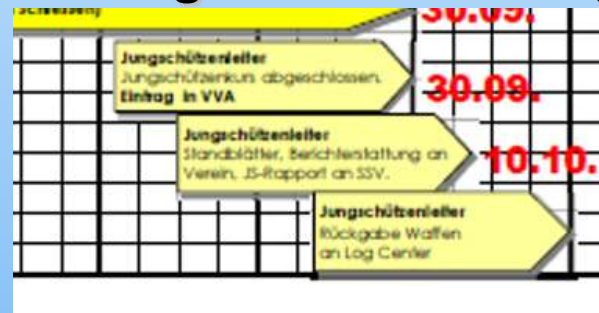 Schiessen)
30.09.
Jungschützenleiter
Jungschützenkurs abgeschlossen.
Eintrag in VVA
30.09.
Jungschützenleiter
Standblätter, Berichterstattung an
Verein, JS-Rapport an SSV.
10.10.
Jungschützenleiter
Rückgabe Waffen
an Log Center